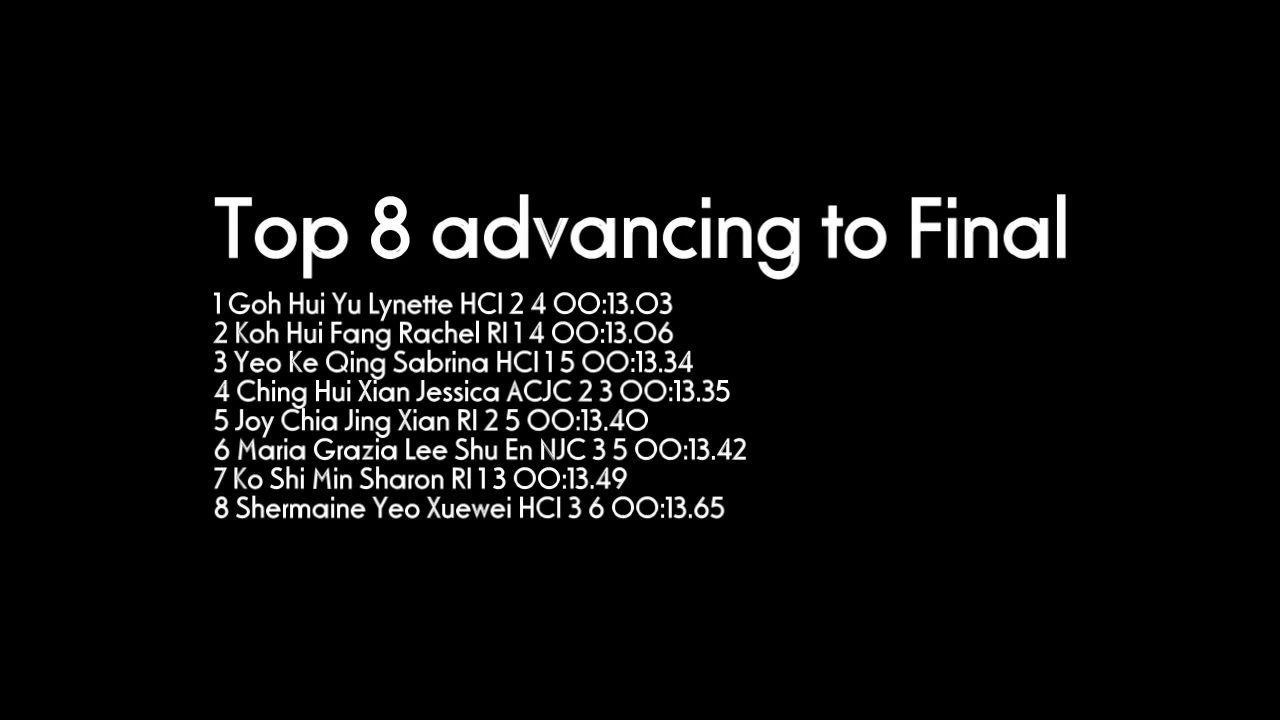 Top 8 advancing to Final
1 Goh Hui Yu Lynette HCI 2 4 00:13.03
2 Koh Hui Fang Rachel RI 1 4 00:13.06
3 Yeo Ke Qing Sabrina HCI 1 5 00:13.34
4 Ching Hui Xian Jessica ACJC 2 3 00:13.35
5 Joy Chia Jing Xian RI 2 5 00:13.40
6 Maria Grazia Lee Shu En NJC 3 5 00:13.42
7 Ko Shi Min Sharon RI 1 3 00:13.49
8 Shermaine Yeo Xuewei HCI 3 6 00:13.65